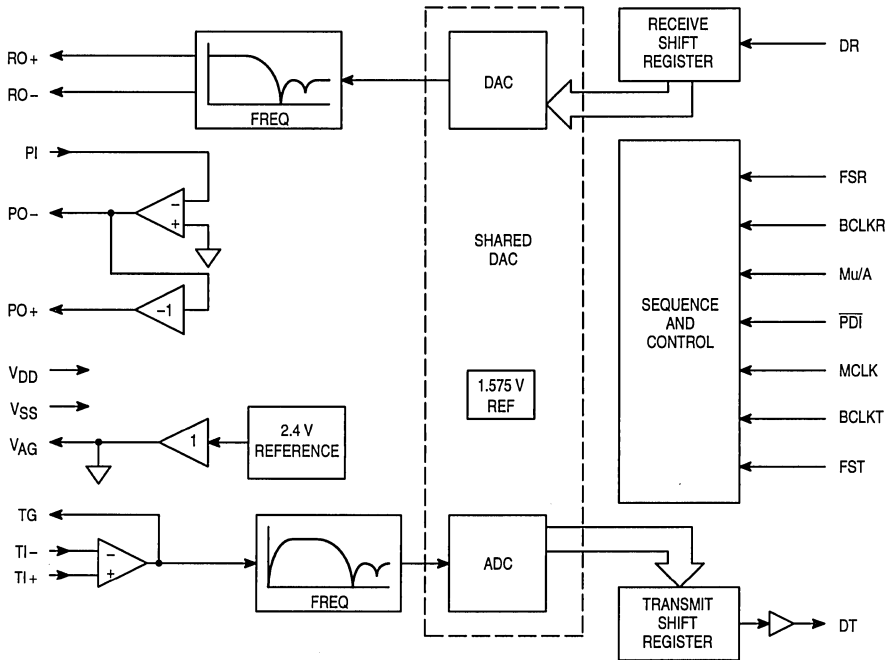 RO+
RO−
FREQ
DAC
RECEIVE
SHIFT
REGISTER
DR
PI
PO−
−
+
PO+
−1
SHARED
DAC
SEQUENCE
AND
CONTROL
FSR
BCLKR
Mu/A
PDI
MCLK
BCLKT
FST
VDD
VSS
VAG
1
2.4 V
REFERENCE
1.575 V
REF
TG
TI−
TI+
−
+
FREQ
ADC
TRANSMIT
SHIFT
REGISTER
DT